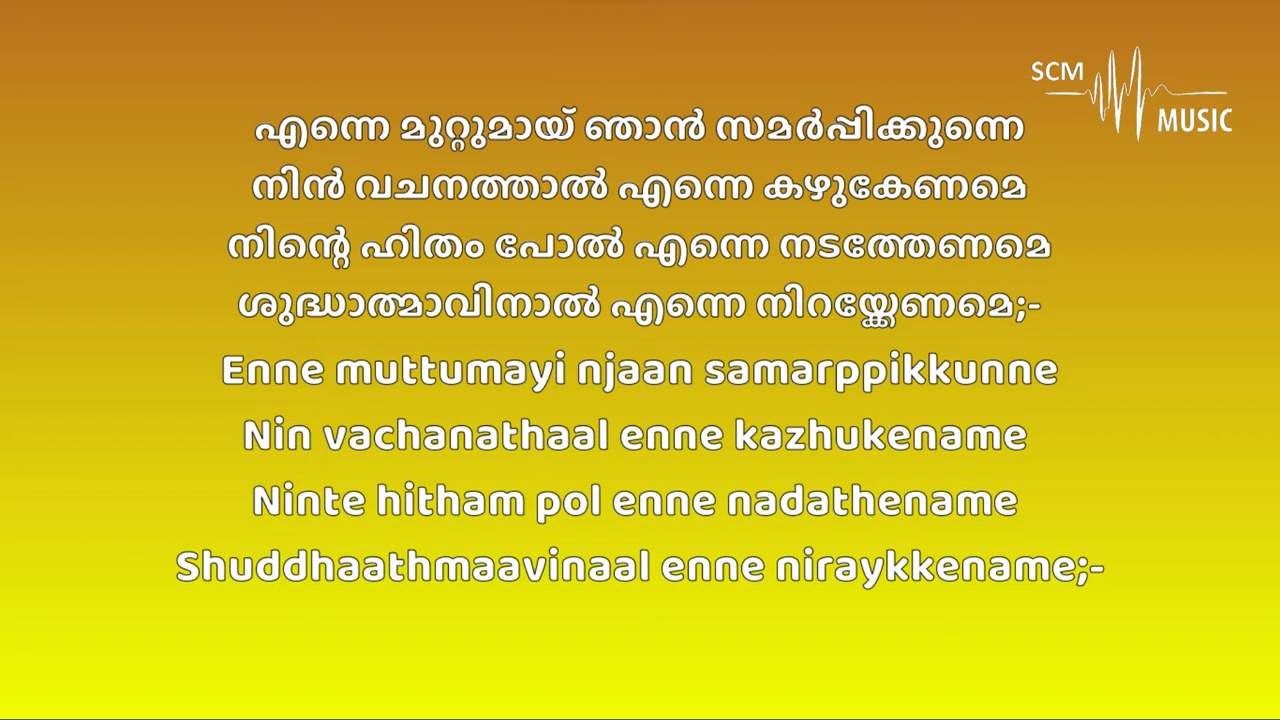 SCM
MUSIC
എന്നെ മുറ്റുമായ് ഞാൻ സമർപ്പിക്കുന്നെ
നിൻ വചനത്താൽ എന്നെ കഴുകേണമെ
നിന്റെ ഹിതം പോൽ എന്നെ നടത്തേണമെ
ശുദ്ധാത്മാവിനാൽ എന്നെ നിറയ്ക്കേണമെ;-
Enne muttumayi njaan samarppikkunne
Nin vachanathaal enne kazhukename
Ninte hitham pol enne nadathename
Shuddhaathmaavinaal enne niraykkename;-